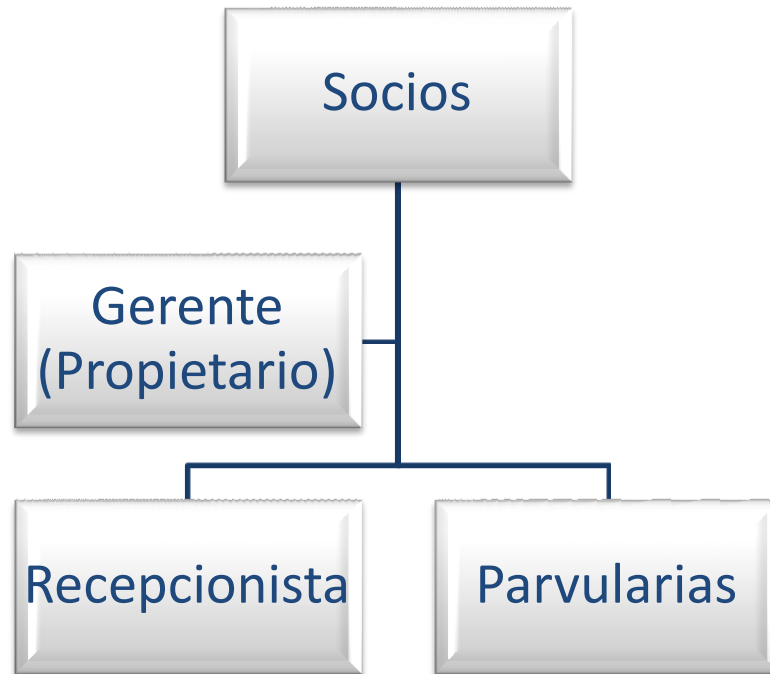 Socios
Gerente
(Propietario)
Recepcionista
Parvularias